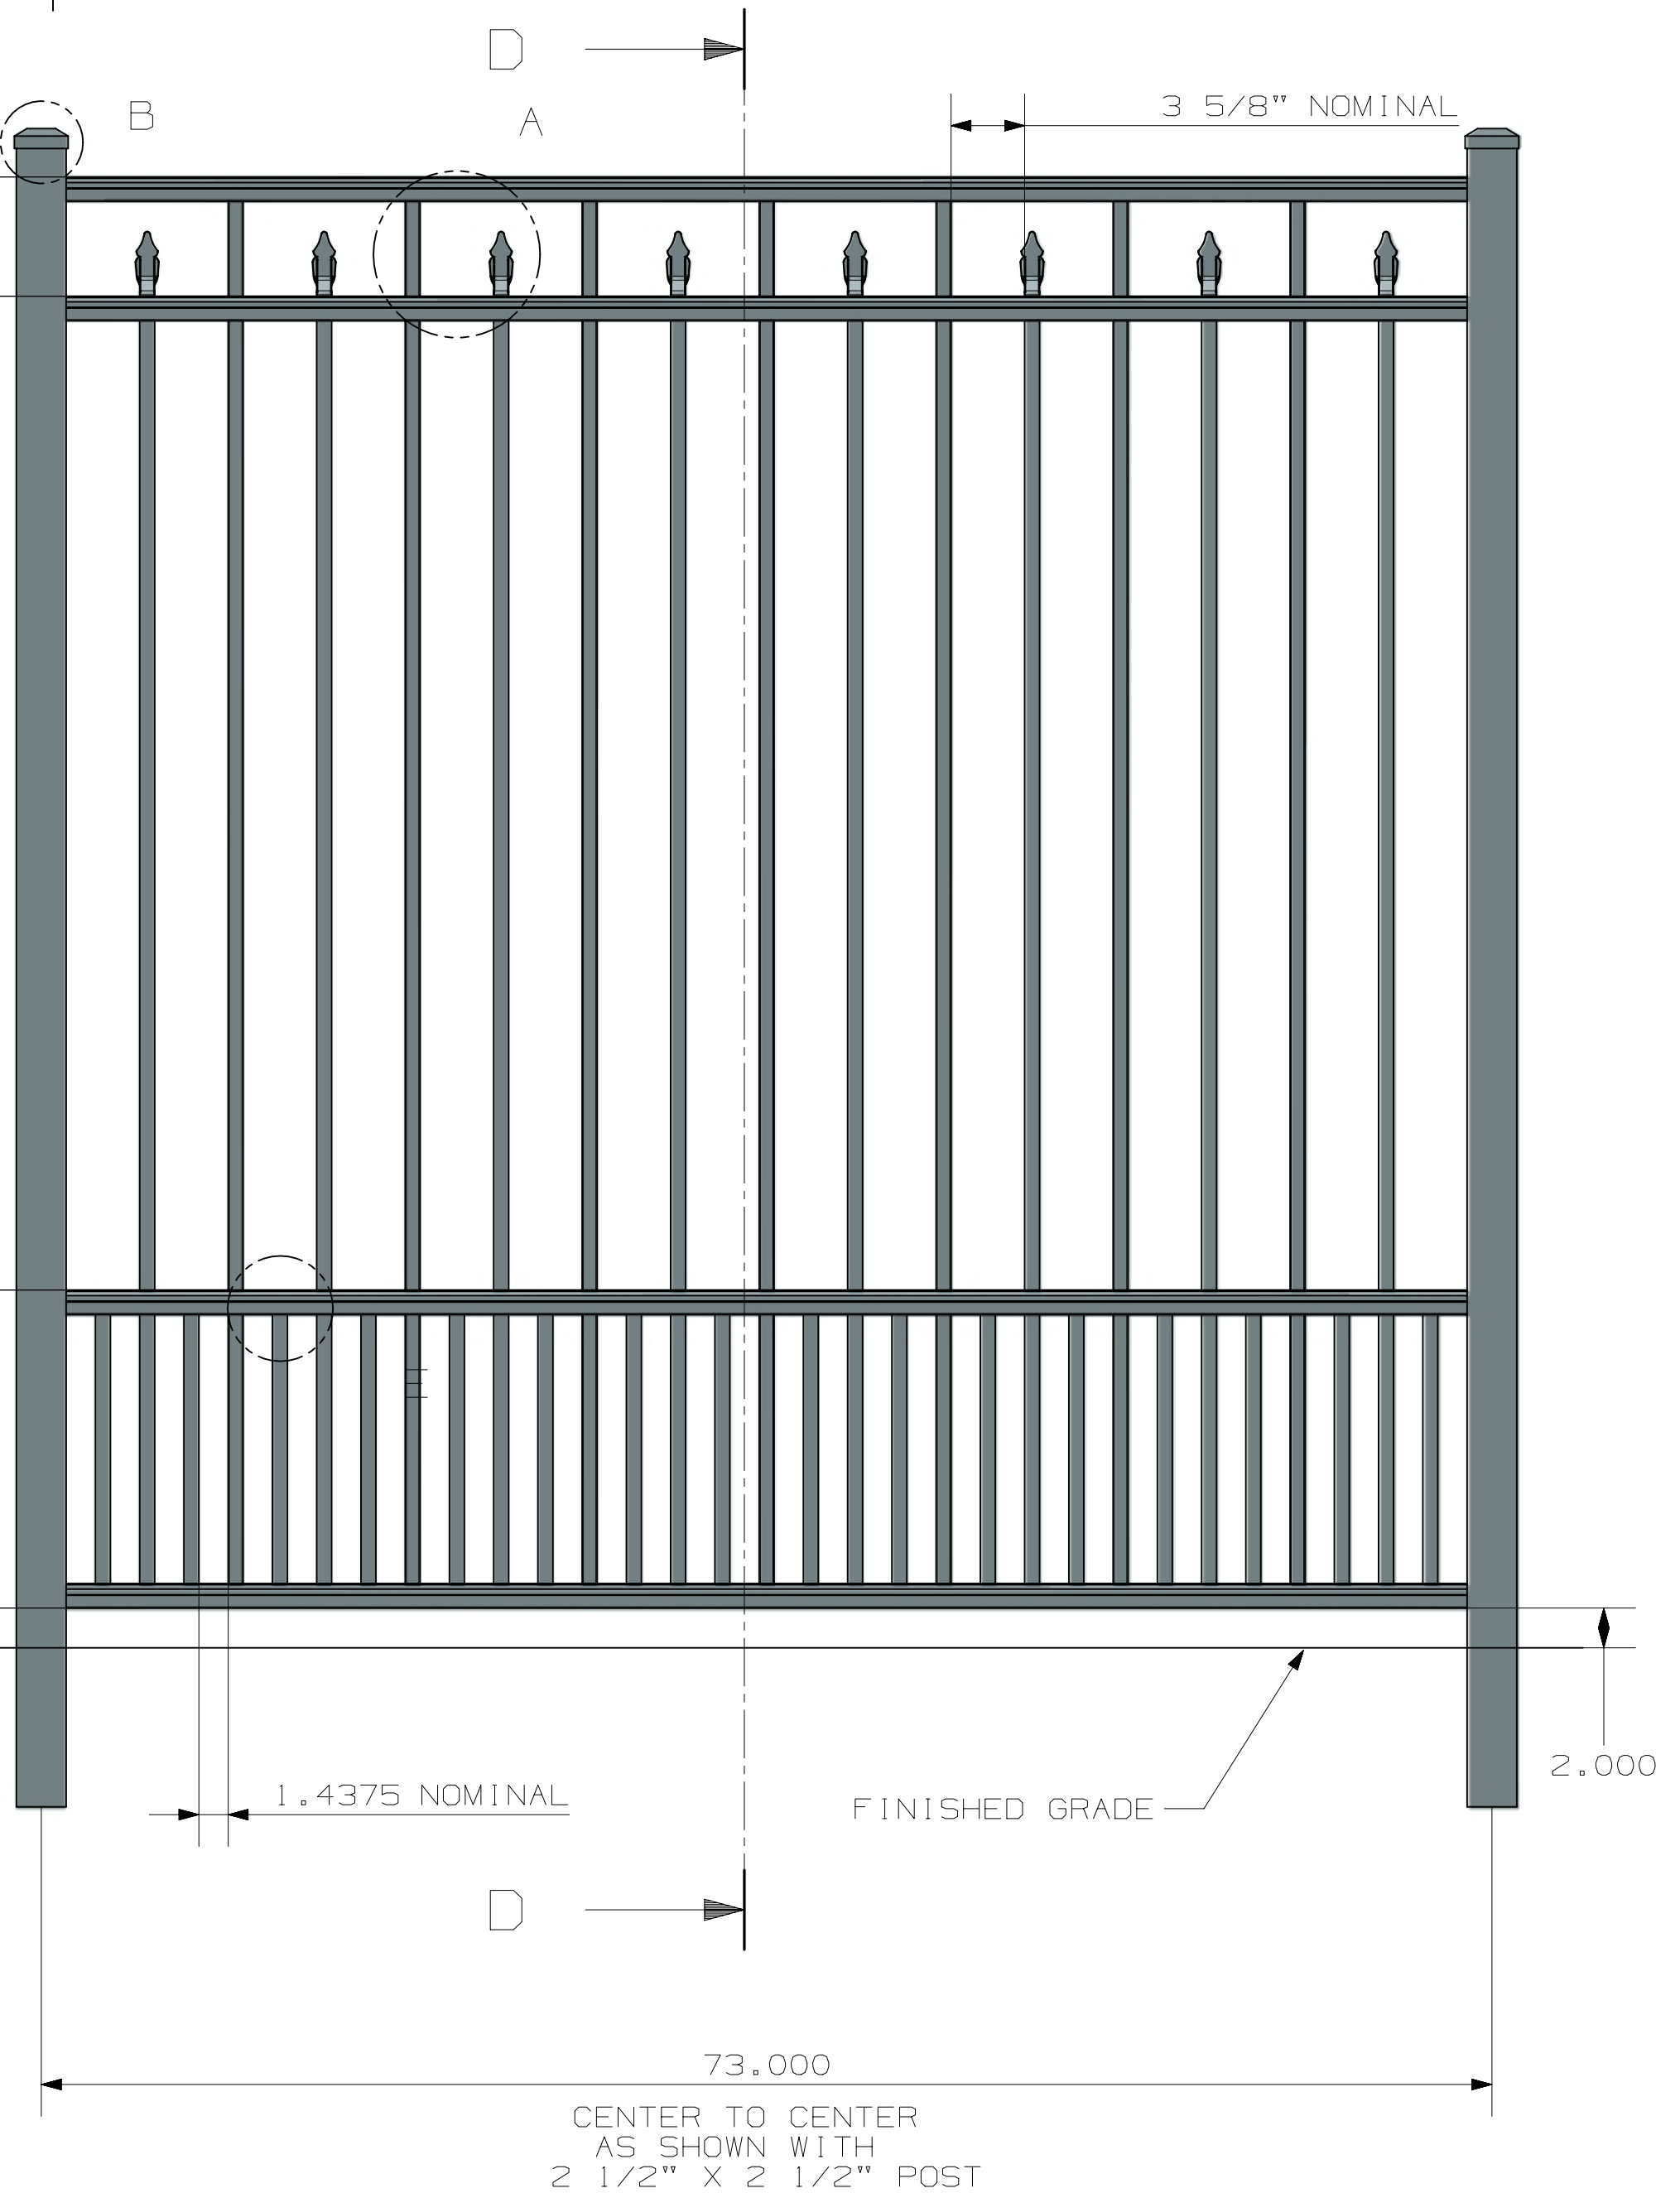 D
B
A
3 5/8" NOMINAL
E
2.000
1.4375 NOMINAL
FINISHED GRADE
D
73.000
CENTER TO CENTER
AS SHOWN WITH
2 1/2" X 2 1/2" POST